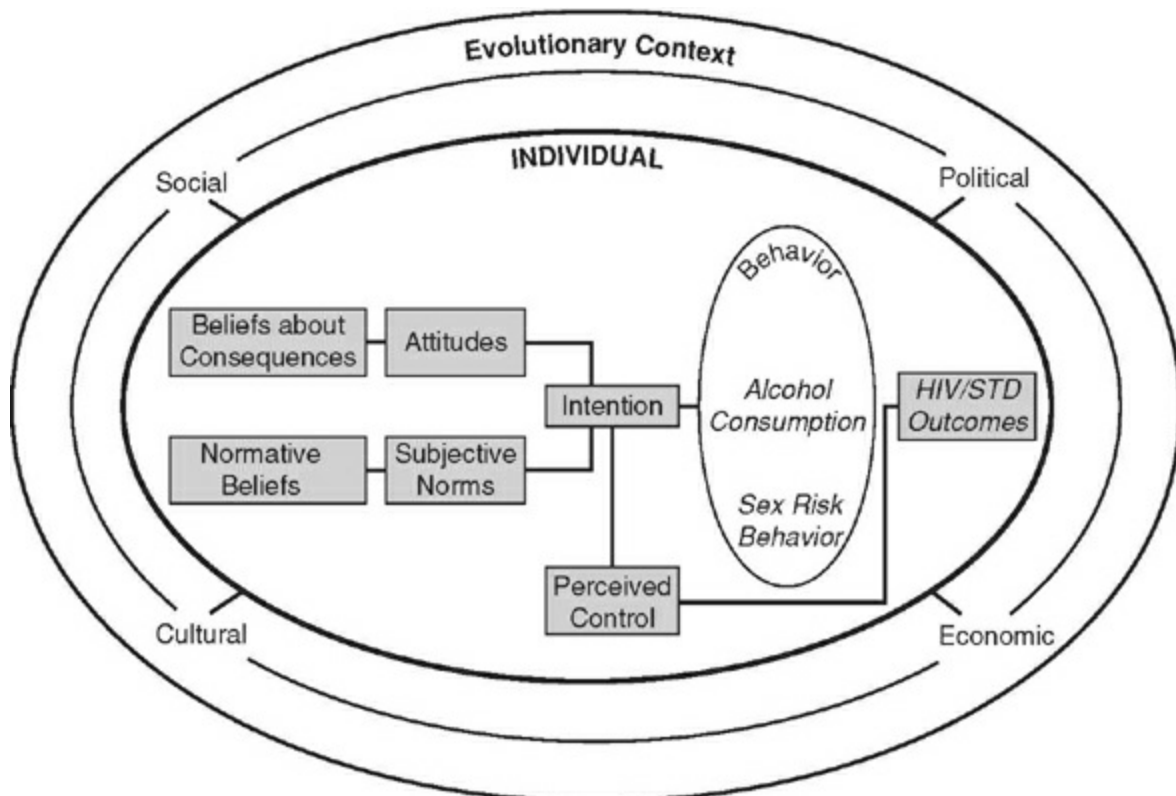 Evolutionary Context
INDIVIDUAL
Social
Political
Behavior
Beliefs about
Consequences
Attitudes
Intention
Alcohol
Consumption
HIV/STD
Outcomes
Normative
Beliefs
Subjective
Norms
Sex Risk
Behavior
Perceived
Control
Cultural
Economic